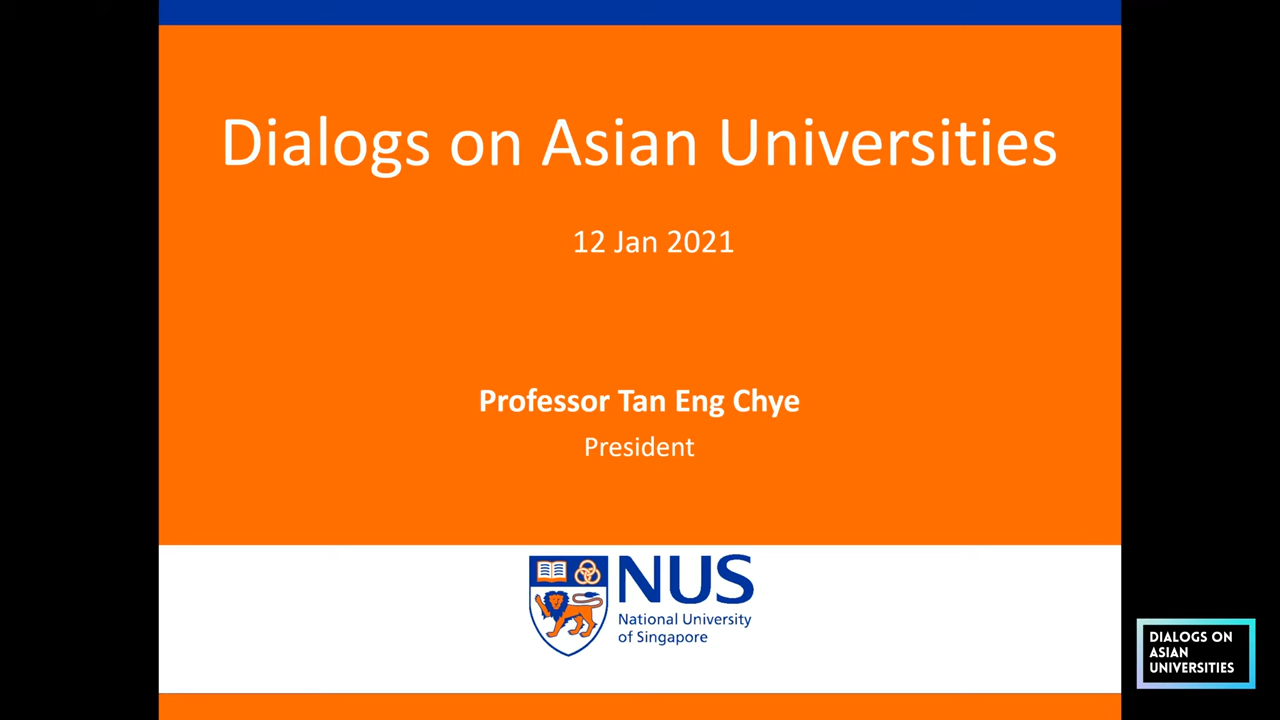 Dialogs on Asian Universities
12 Jan 2021
Professor Tan Eng Chye
President
NUS
National University
of Singapore
DIALOGS ON
ASIAN
UNIVERSITIES